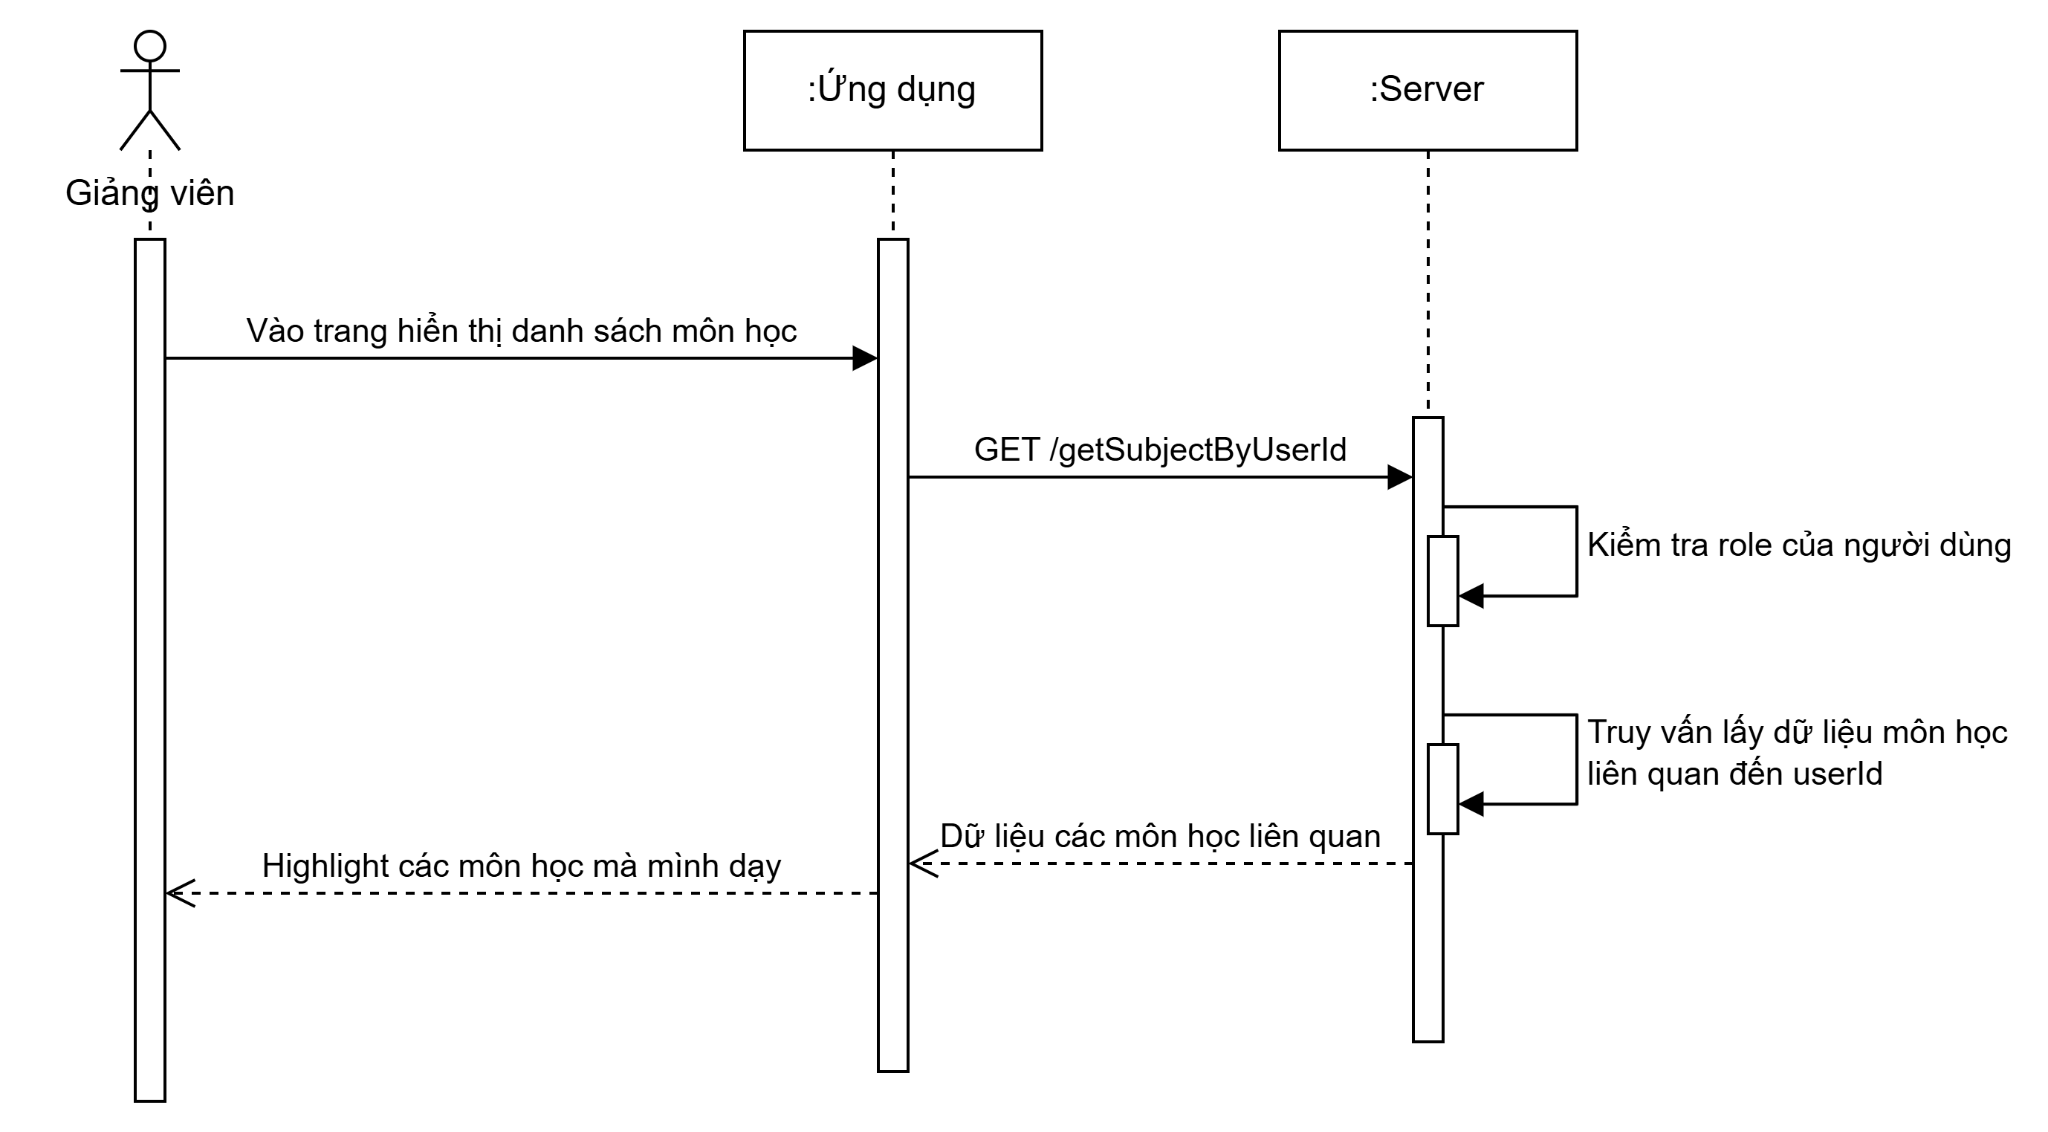 :Ứng dụng
:Server
Giảng viên
Vào trang hiển thị danh sách môn học
GET /getSubjectByUserId
Kiểm tra role của người dùng
Truy vấn lấy dữ liệu môn học
liên quan đến userId
Dữ liệu các môn học liên quan
Highlight các môn học mà mình dạy